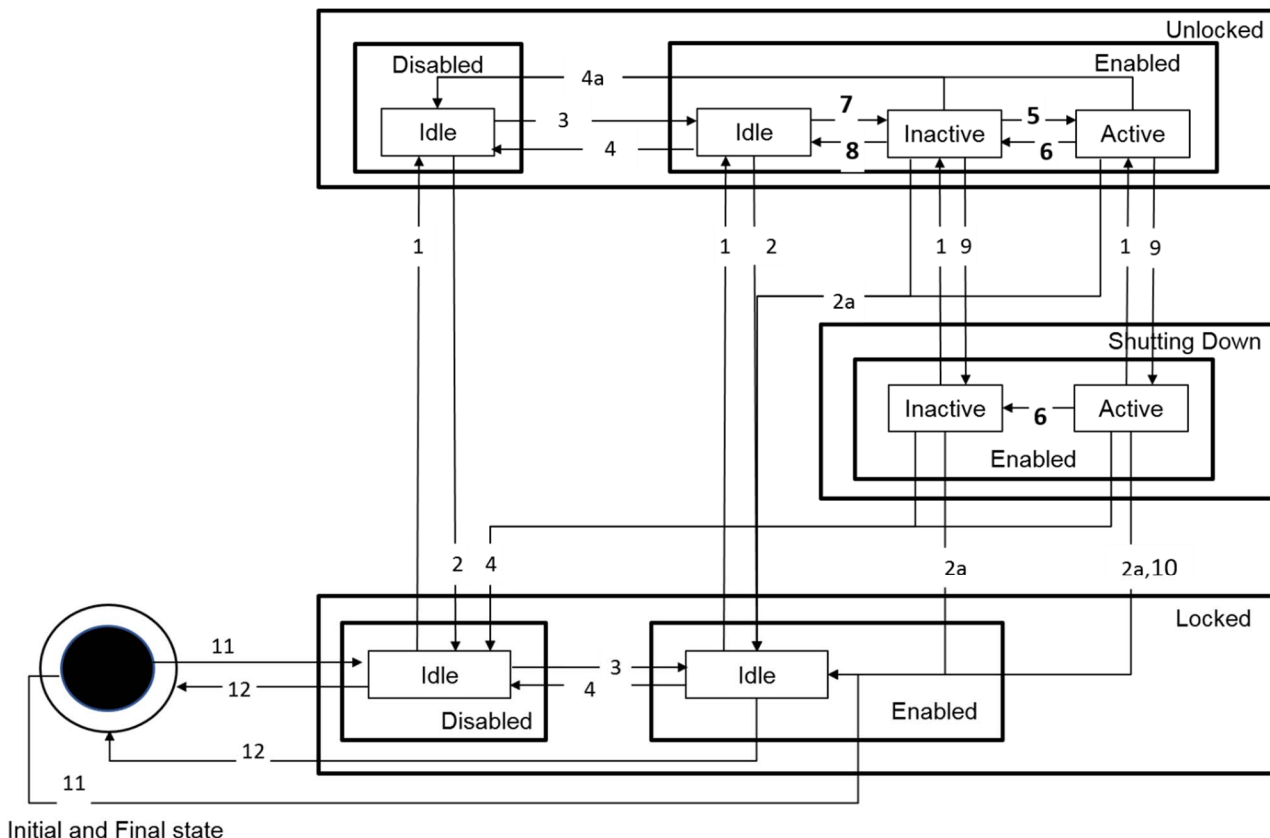 Unlocked
Disabled
4a
Enabled
Idle
3
Idle
7
Inactive
5
Active
4
8
6
1
1
2
1
9
1
9
2a
Shutting Down
Inactive
6
Active
Enabled
2
4
2a
2a,10
Locked
11
Idle
3
Idle
12
4
Disabled
Enabled
12
11
Initial and Final state